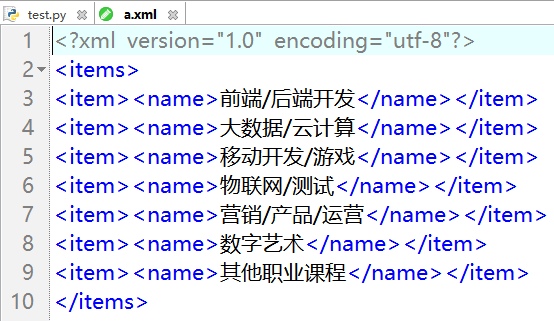 test.py a.xml
1 <?xml version="1.0" encoding="utf-8"?>
2 <items>
3 <item><name>前端/后端开发</name></item>
4 <item><name>大数据/云计算</name></item>
5 <item><name>移动开发/游戏</name></item>
6 <item><name>物联网/测试</name></item>
7 <item><name>营销/产品/运营</name></item>
8 <item><name>数字艺术</name></item>
9 <item><name>其他职业课程</name></item>
10 </items>